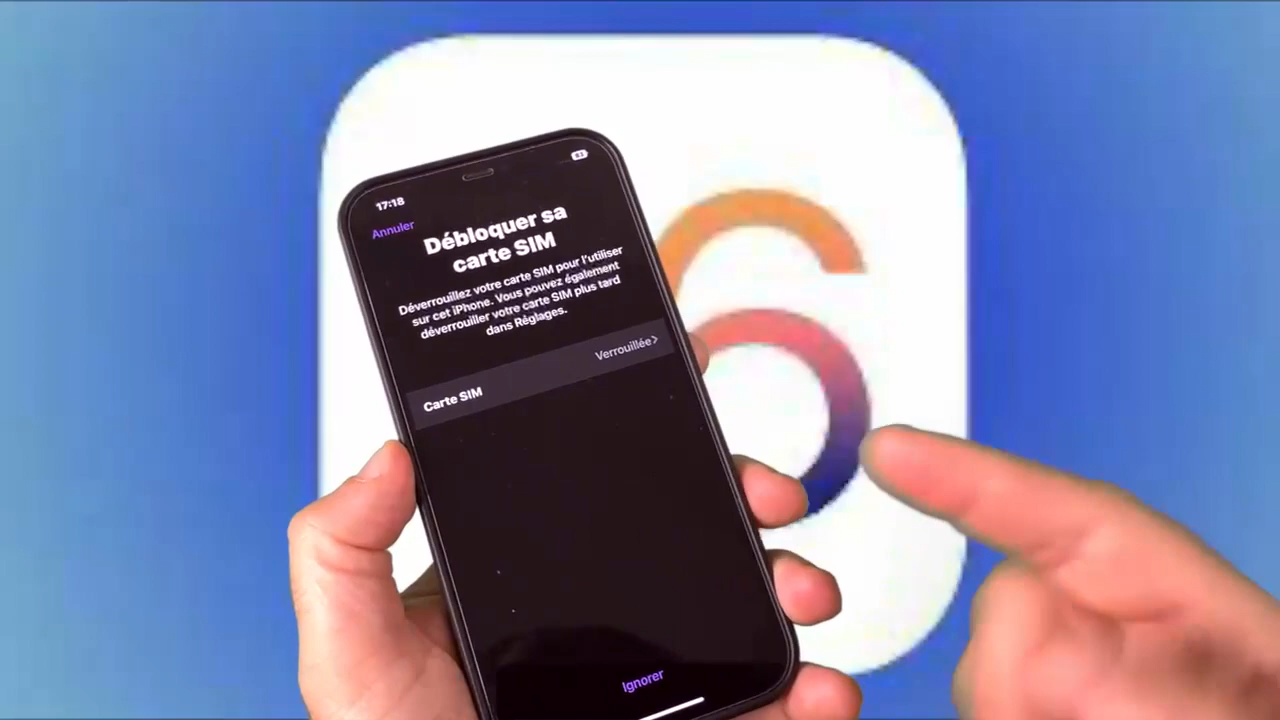 17:18
Annuler
Débloquer sa
carte SIM
Déverrouillez votre carte SIM pour l'utiliser
sur cet iPhone. Vous pouvez également
déverrouiller votre carte SIM plus tard
dans Réglages.
Carte SIM
Verrouillée
Ignorer
6